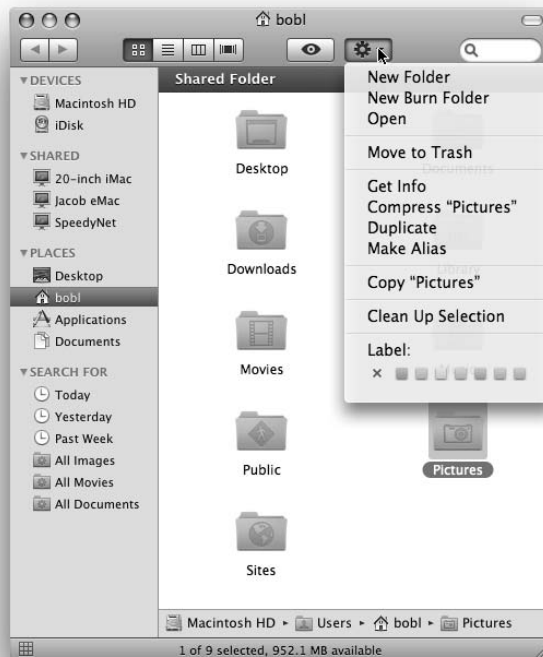 bobl
DEVICES
Macintosh HD
iDisk
SHARED
20-inch iMac
Jacob eMac
SpeedyNet
PLACES
Desktop
bobl
Applications
Documents
SEARCH FOR
Today
Yesterday
Past Week
All Images
All Movies
All Documents
Shared Folder
Desktop
Downloads
Movies
Public
Sites
Documents
Library
Pictures
New Folder
New Burn Folder
Open
Move to Trash
Get Info
Compress “Pictures”
Duplicate
Make Alias
Copy “Pictures”
Clean Up Selection
Label:
Macintosh HD ▸ Users ▸ bobl ▸ Pictures
1 of 9 selected, 952.1 MB available